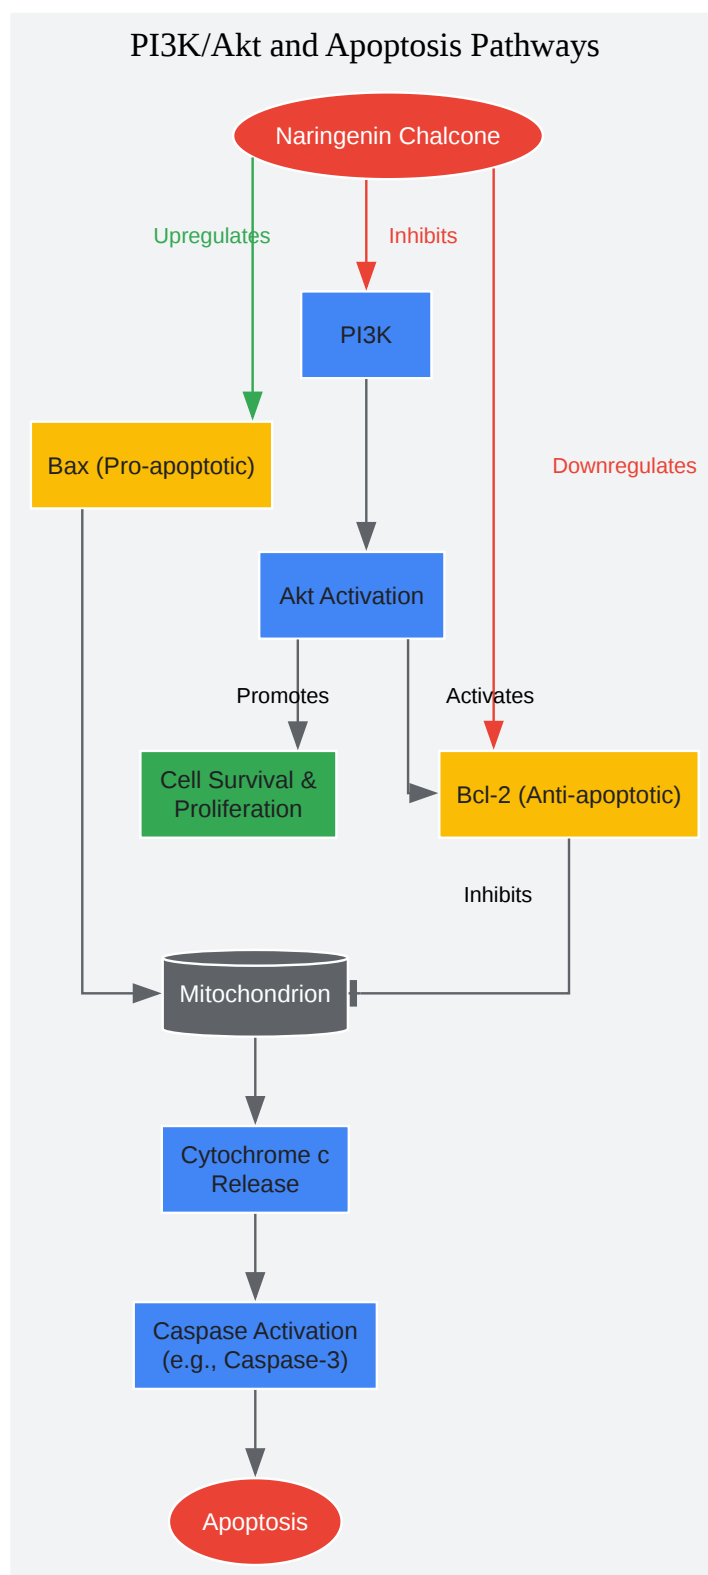 PI3K/Akt and Apoptosis Pathways
Naringenin Chalcone
Upregulates
Inhibits
PI3K
Bax (Pro-apoptotic)
Downregulates
Akt Activation
Promotes
Activates
Cell Survival &
Proliferation
Bcl-2 (Anti-apoptotic)
Inhibits
Mitochondrion
Cytochrome c
Release
Caspase Activation
(e.g., Caspase-3)
Apoptosis